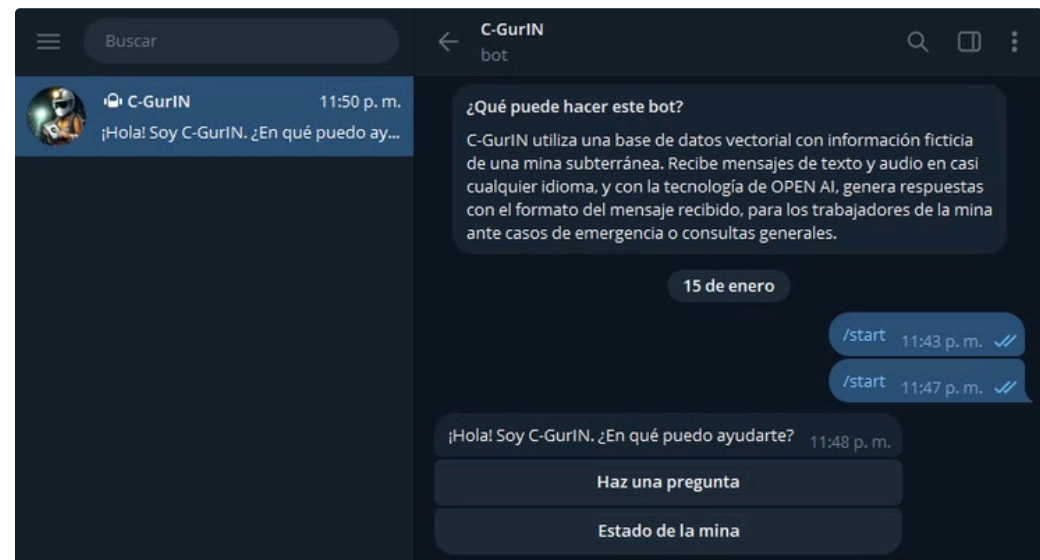 Buscar
C-GurIN
bot
C-GurIN 11:50 p. m.
¡Hola! Soy C-GurIN. ¿En qué puedo ay...
¿Qué puede hacer este bot?
C-GurIN utiliza una base de datos vectorial con información ficticia
de una mina subterránea. Recibe mensajes de texto y audio en casi
cualquier idioma, y con la tecnología de OPEN AI, genera respuestas
con el formato del mensaje recibido, para los trabajadores de la mina
ante casos de emergencia o consultas generales.
15 de enero
/start 11:43 p. m.
/start 11:47 p. m.
¡Hola! Soy C-GurIN. ¿En qué puedo ayudarte? 11:48 p. m.
Haz una pregunta
Estado de la mina